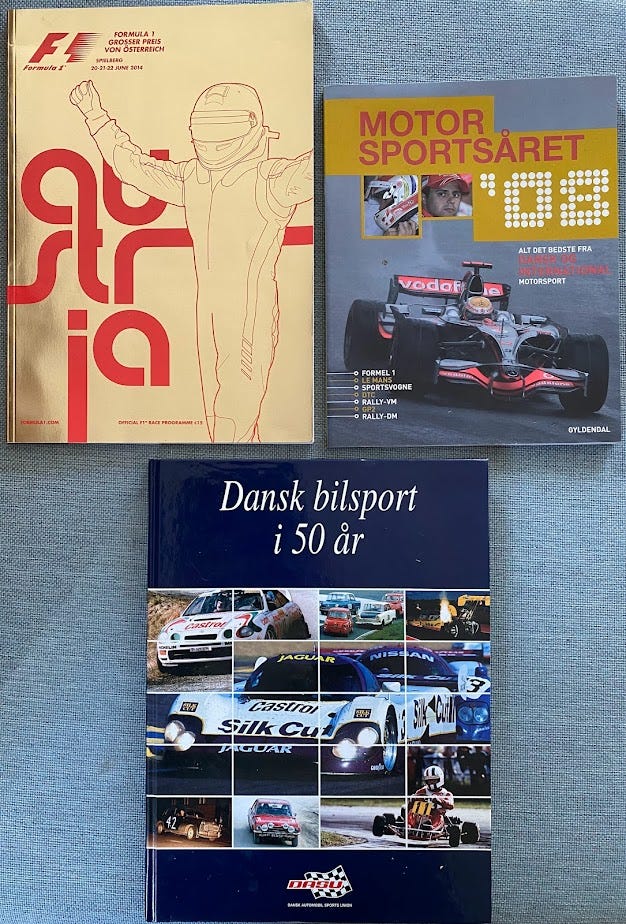 F1
Formula 1
FORMULA 1
GROSSER PREIS
VON ÖSTERREICH
SPIELBERG
20-21-22 JUNE 2014
au
str
ia
FORMULA1.COM
OFFICIAL F1 RACE PROGRAMME €15
MOTOR
SPORTSÅRET
'08
ALT DET BEDSTE FRA
DANSK OG
INTERNATIONAL
MOTORSPORT
vodafone
FORMEL 1
LE MANS
SPORTSVOGNE
DTC
RALLY-VM
GP2
RALLY-DM
GYLDENDAL
Dansk bilsport
i 50 år
Castrol
MICHELIN
JAGUAR
NISSAN
Castrol
Silk Cut
Silk Cut
JAGUAR
42
11
DASU
DANSK AUTOMOBIL SPORTS UNION